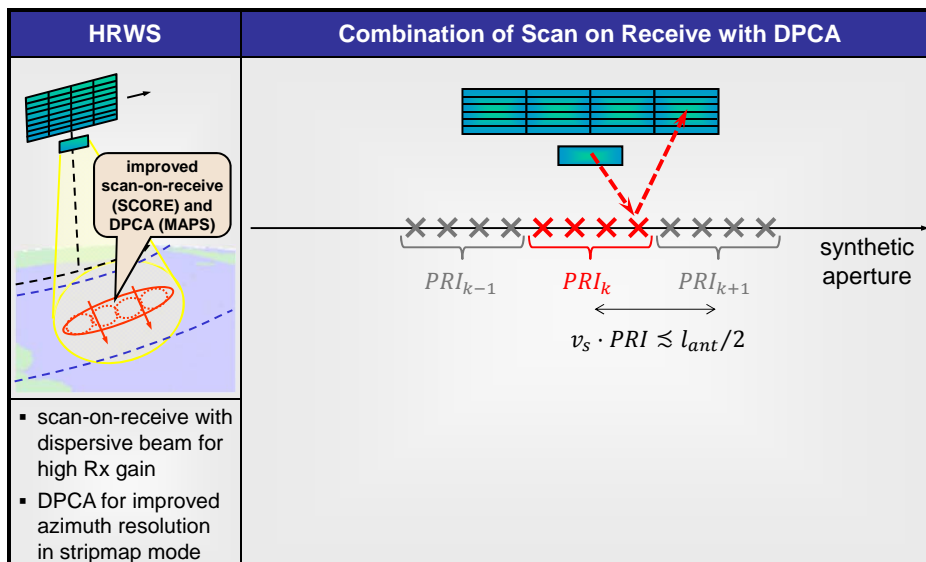 HRWS
Combination of Scan on Receive with DPCA
improved
scan-on-receive
(SCORE) and
DPCA (MAPS)
synthetic
aperture
PRI_{k−1}
PRI_k
PRI_{k+1}
v_s · PRI ≾ l_{ant}/2
▪ scan-on-receive with
dispersive beam for
high Rx gain
▪ DPCA for improved
azimuth resolution
in stripmap mode